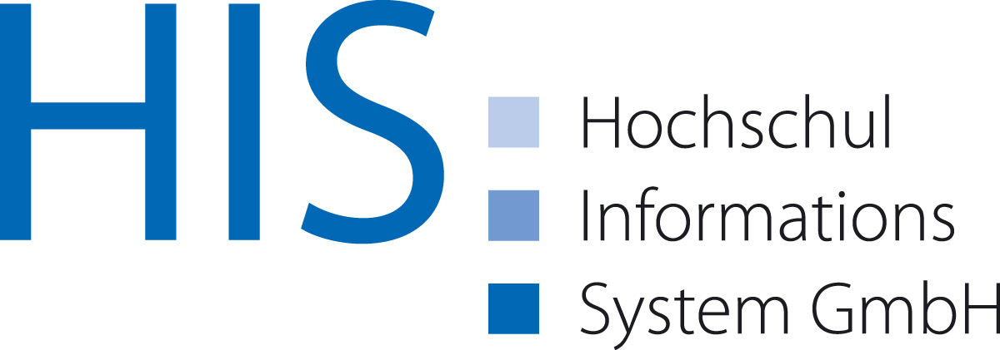 HIS
Hochschul
Informations
System GmbH